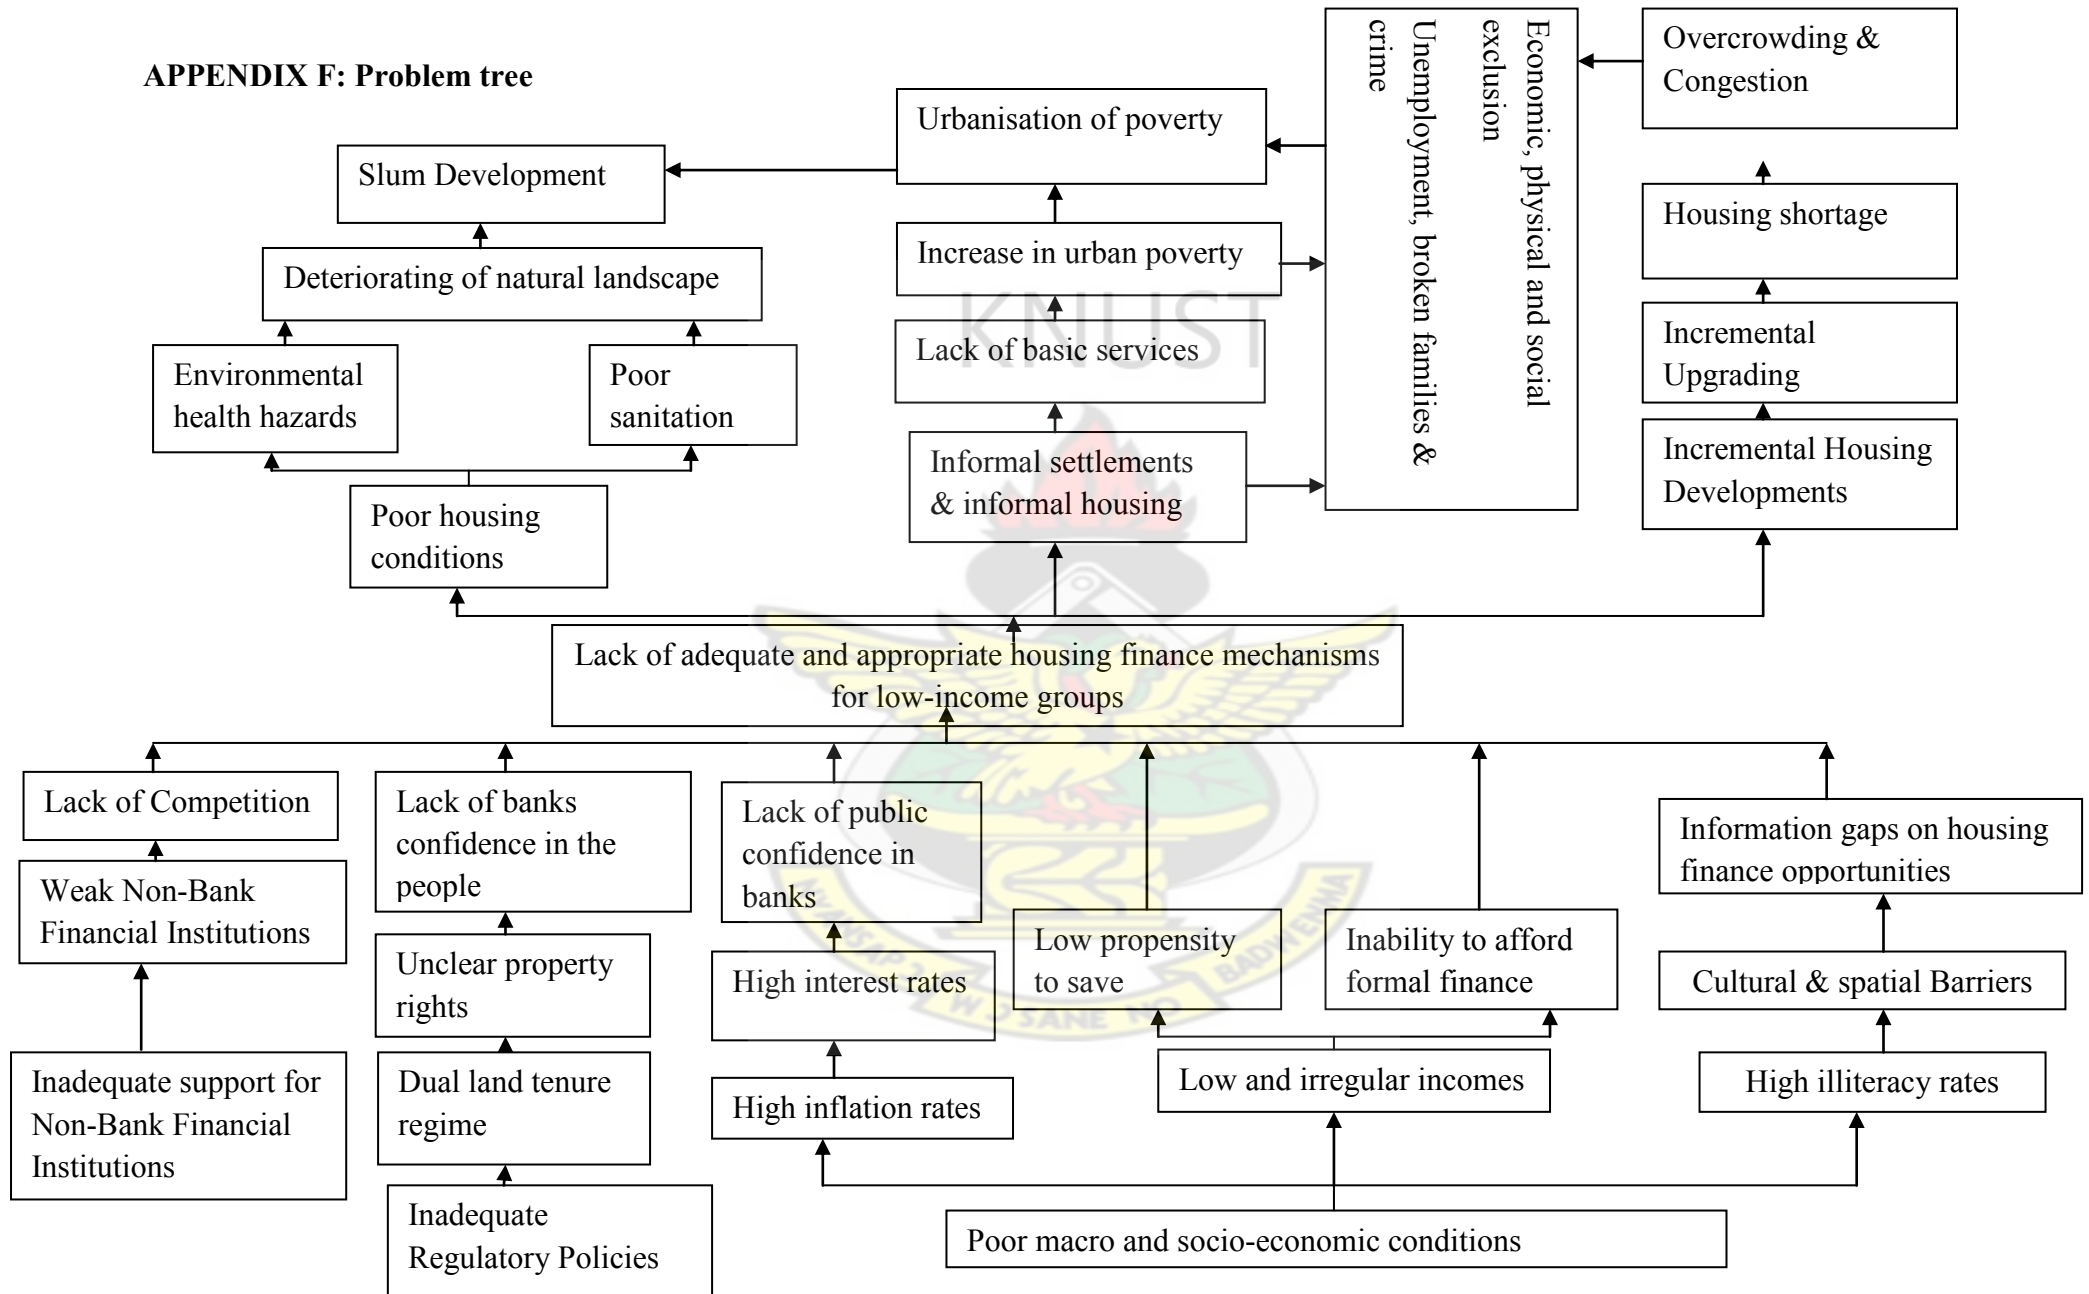 APPENDIX F: Problem tree
Economic, physical and social
exclusion
Unemployment, broken families &
crime
Overcrowding &
Congestion
Urbanisation of poverty
Slum Development
Housing shortage
Increase in urban poverty
Deteriorating of natural landscape
KNUST
Lack of basic services
Incremental
Upgrading
Environmental
health hazards
Poor
sanitation
Informal settlements
& informal housing
Incremental Housing
Developments
Poor housing
conditions
Lack of adequate and appropriate housing finance mechanisms
for low-income groups
Lack of Competition
Lack of banks
confidence in the
people
Lack of public
confidence in
banks
Information gaps on housing
finance opportunities
Weak Non-Bank
Financial Institutions
Low propensity
to save
Inability to afford
formal finance
Unclear property
rights
High interest rates
Cultural & spatial Barriers
W J SANE NO
BADWENMA
Inadequate support for
Non-Bank Financial
Institutions
Dual land tenure
regime
High inflation rates
Low and irregular incomes
High illiteracy rates
Inadequate
Regulatory Policies
Poor macro and socio-economic conditions